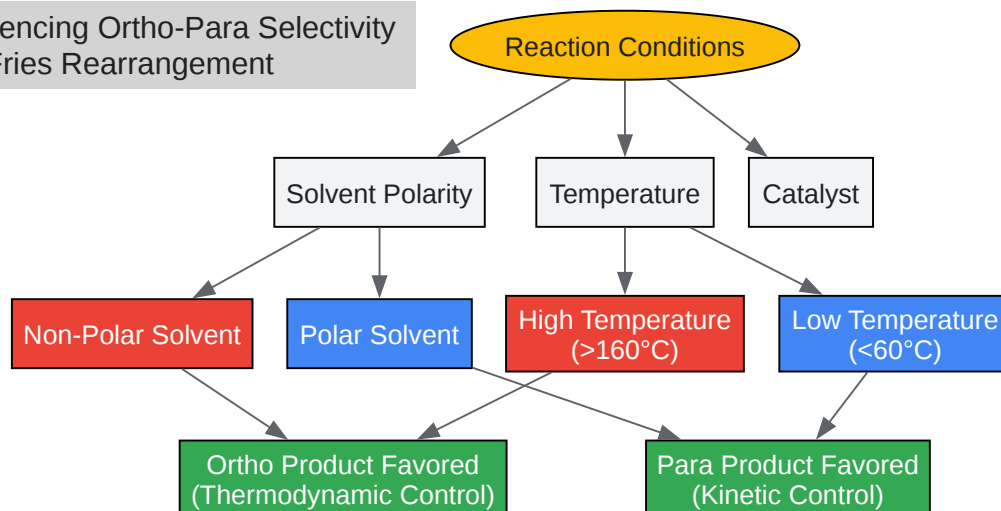 encing Ortho-Para Selectivity
Fries Rearrangement
Reaction Conditions
Solvent Polarity
Temperature
Catalyst
Non-Polar Solvent
Polar Solvent
High Temperature
(>160°C)
Low Temperature
(<60°C)
Ortho Product Favored
(Thermodynamic Control)
Para Product Favored
(Kinetic Control)